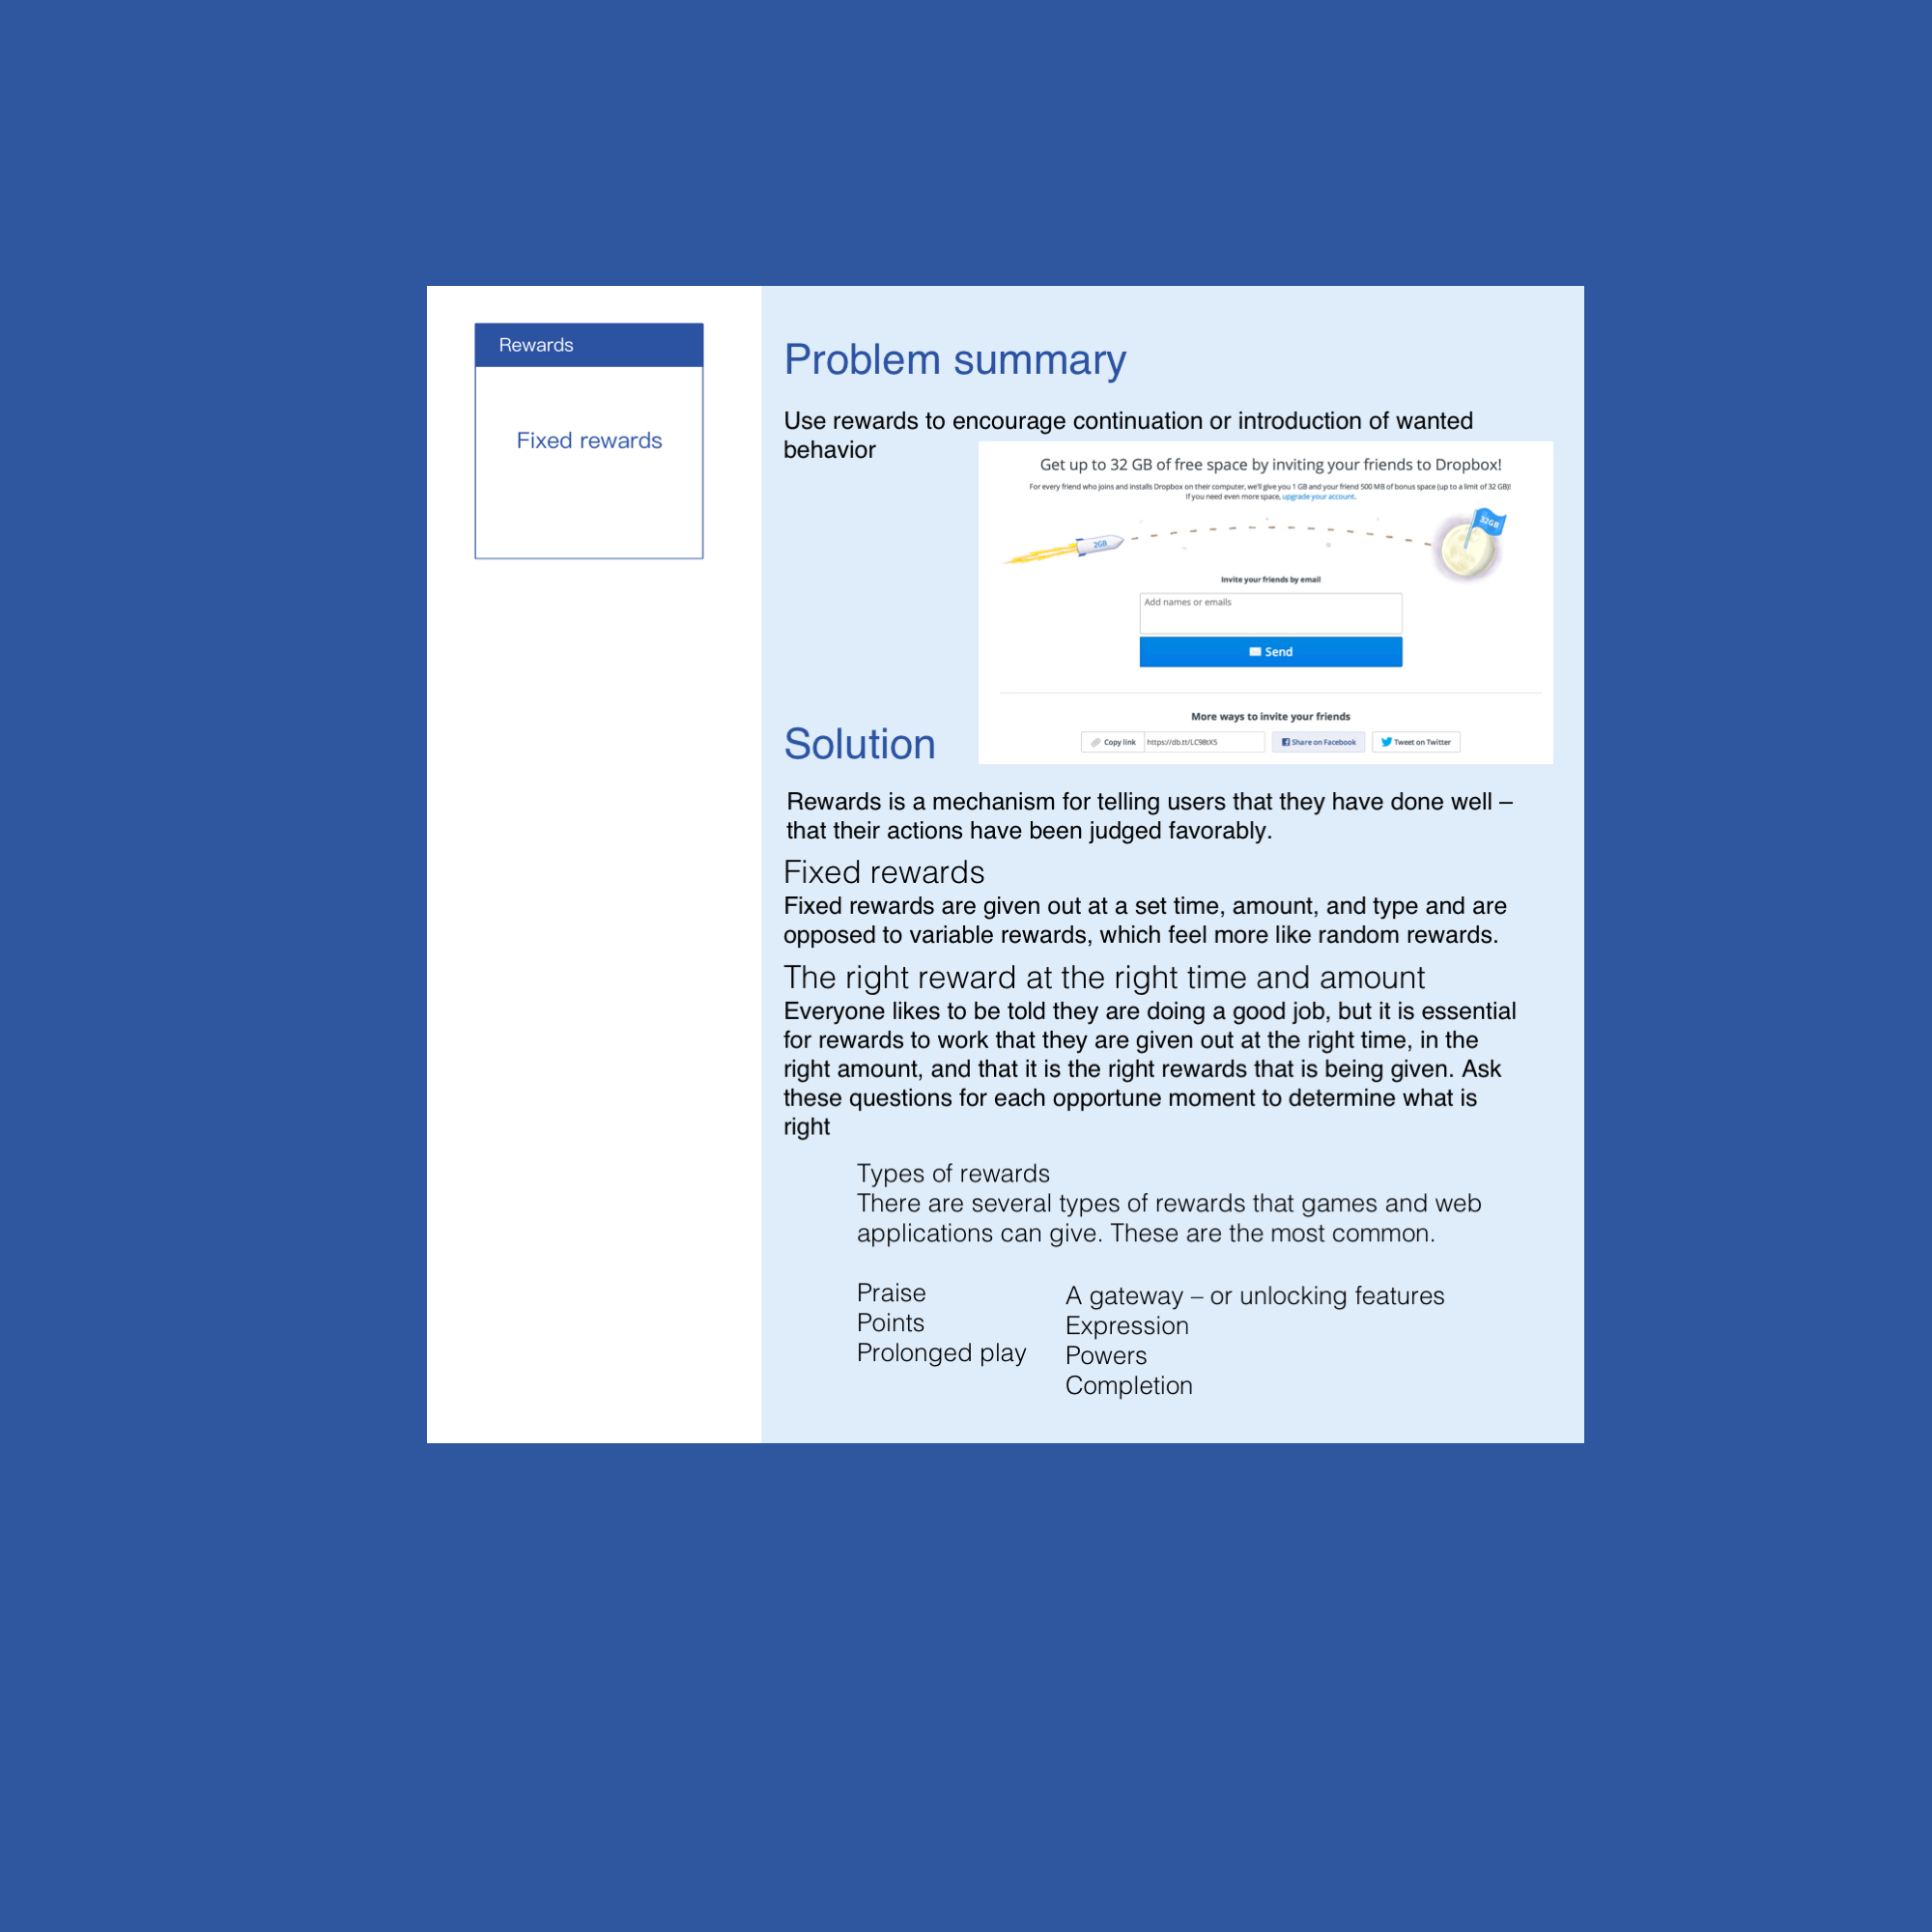 Rewards
Fixed rewards
Problem summary
Use rewards to encourage continuation or introduction of wanted
behavior
Get up to 32 GB of free space by inviting your friends to Dropbox!
For every friend who joins and installs Dropbox on their computer, we'll give you 1 GB and your friend 500 MB of bonus space (up to a limit of 32 GB)!
If you need even more space, upgrade your account.
2GB
32GB
Invite your friends by email
Add names or emails
Send
More ways to invite your friends
Copy link
Share on Facebook
Tweet on Twitter
Solution
Rewards is a mechanism for telling users that they have done well –
that their actions have been judged favorably.
Fixed rewards
Fixed rewards are given out at a set time, amount, and type and are
opposed to variable rewards, which feel more like random rewards.
The right reward at the right time and amount
Everyone likes to be told they are doing a good job, but it is essential
for rewards to work that they are given out at the right time, in the
right amount, and that it is the right rewards that is being given. Ask
these questions for each opportune moment to determine what is
right
Types of rewards
There are several types of rewards that games and web
applications can give. These are the most common.
Praise
Points
Prolonged play
A gateway – or unlocking features
Expression
Powers
Completion